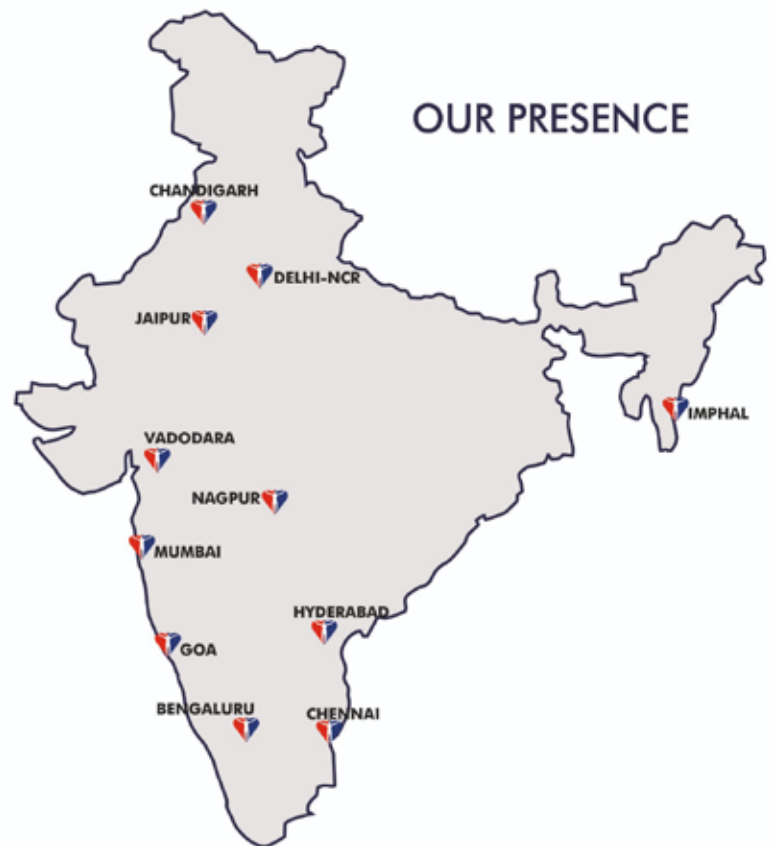 OUR PRESENCE
CHANDIGARH
DELHI-NCR
JAIPUR
IMPHAL
VADODARA
NAGPUR
MUMBAI
HYDERABAD
GOA
BENGALURU
CHENNAI